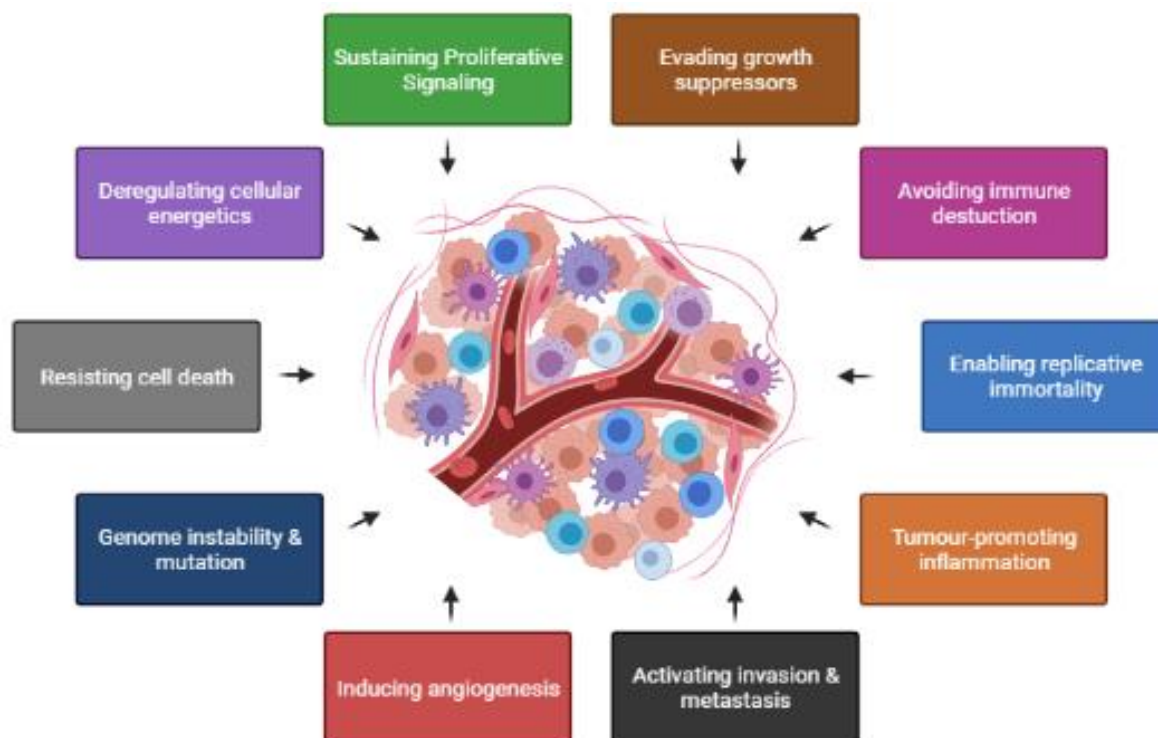 Sustaining Proliferative
Signaling
Evading growth
suppressors
Deregulating cellular
energetics
Avoiding immune
destuction
Resisting cell death
Enabling replicative
immortality
Genome instability &
mutation
Tumour-promoting
inflammation
Inducing angiogenesis
Activating invasion &
metastasis